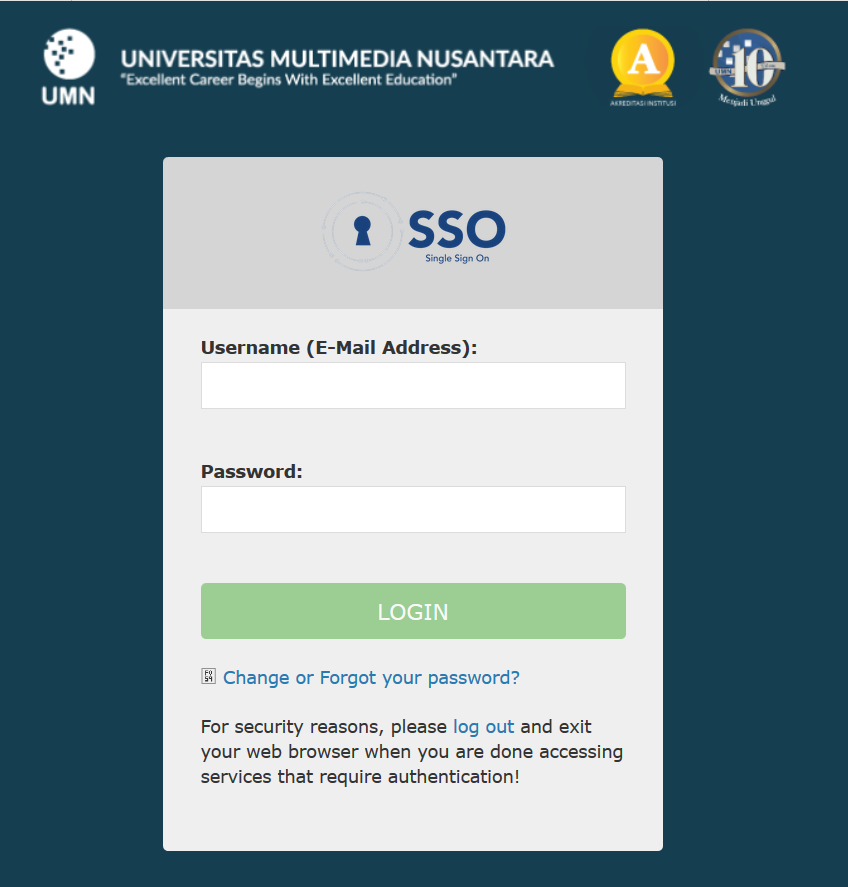 UNIVERSITAS MULTIMEDIA NUSANTARA
"Excellent Career Begins With Excellent Education"
UMN
A
AKREDITASI INSTITUSI
UMN
10
Menjadi Unggul
SSO
Single Sign On
Username (E-Mail Address):
Password:
LOGIN
Change or Forgot your password?
For security reasons, please log out and exit
your web browser when you are done accessing
services that require authentication!